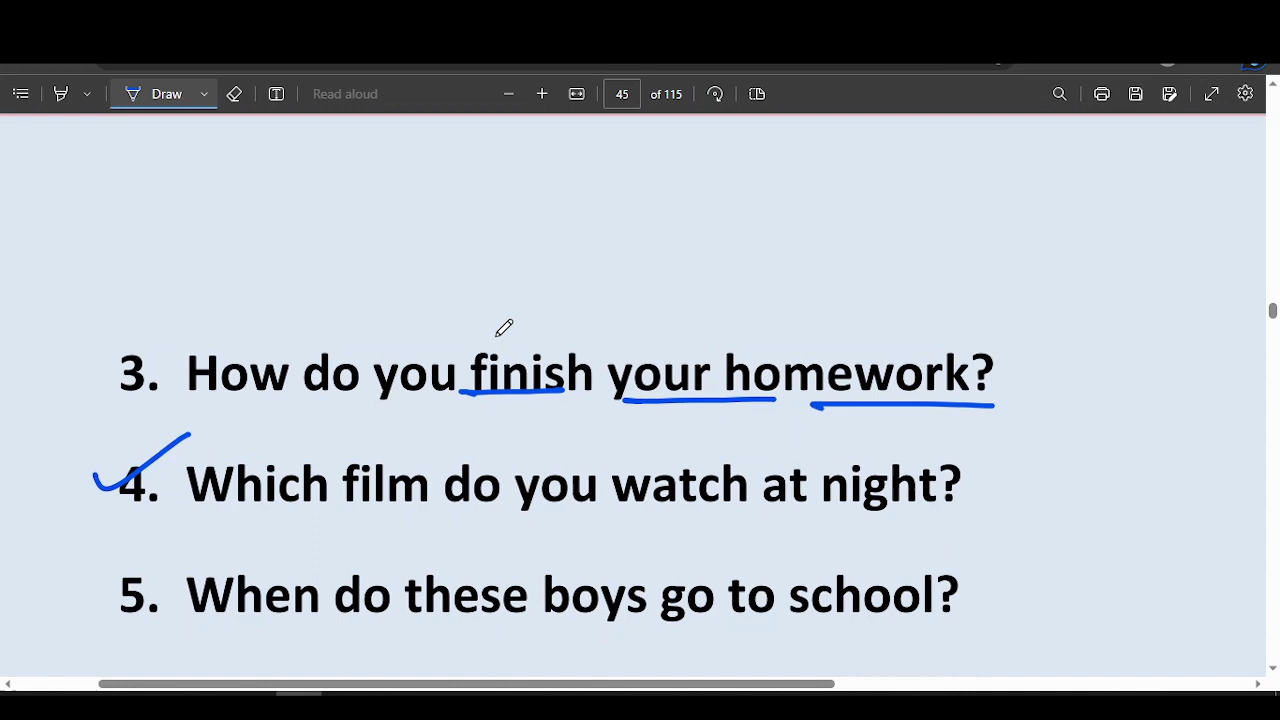 Draw
Read aloud
45 of 115
3. How do you finish your homework?
4. Which film do you watch at night?
5. When do these boys go to school?